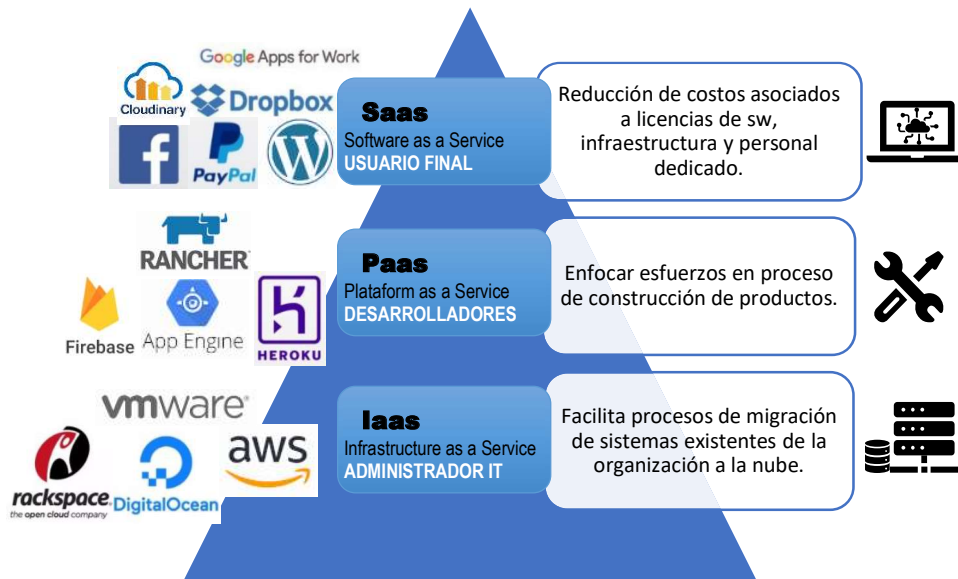 Google Apps for Work
Cloudinary
Dropbox
PayPal
Saas
Software as a Service
USUARIO FINAL
Reducción de costos asociados
a licencias de sw,
infraestructura y personal
dedicado.
RANCHER
Firebase
App Engine
HEROKU
Paas
Plataform as a Service
DESARROLLADORES
Enfocar esfuerzos en proceso
de construcción de productos.
vmware
rackspace
the open cloud company
DigitalOcean
aws
Iaas
Infrastructure as a Service
ADMINISTRADOR IT
Facilita procesos de migración
de sistemas existentes de la
organización a la nube.